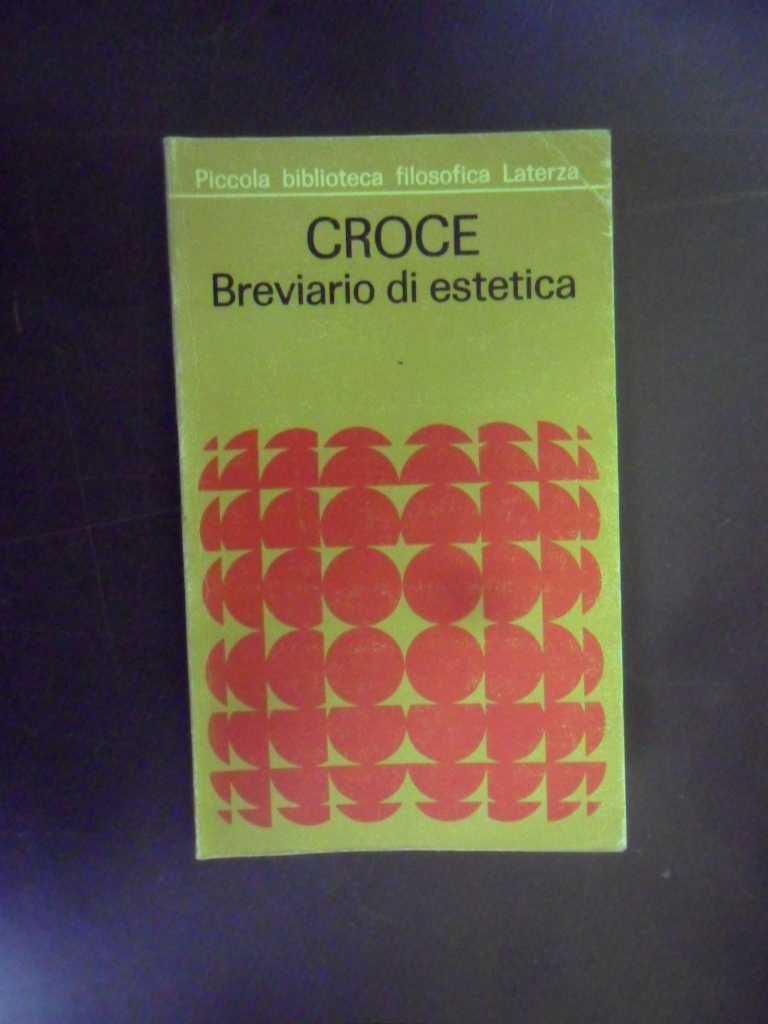 Piccola biblioteca filosofica Laterza
CROCE
Breviario di estetica